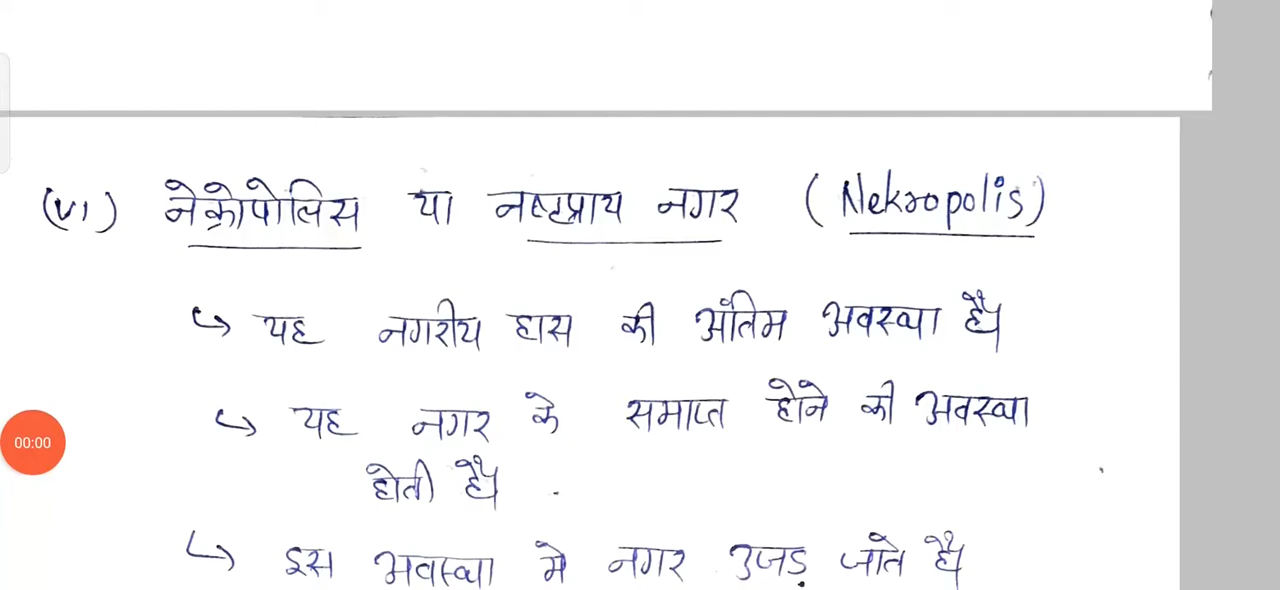 (vi) नेक्रोपोलिस या नष्टप्राय नगर (Nekropolis)
↳ यह नगरीय हास की अंतिम अवस्था है।
↳ यह नगर के समाप्त होने की अवस्था
होती है।
00:00
↳ इस अवस्था मे नगर उजड़ जाते है।